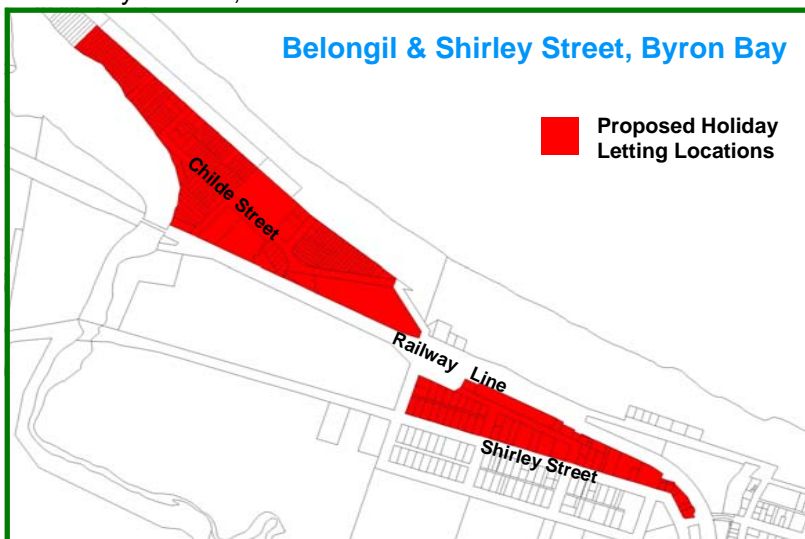 Belongil & Shirley Street, Byron Bay
Proposed Holiday
Letting Locations
Childe Street
Railway Line
Shirley Street